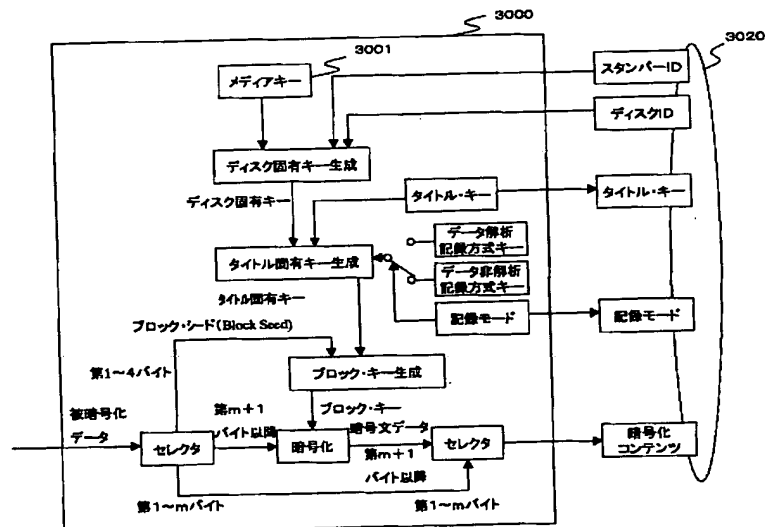 3000
3020
3001
メディアキー
スタンパーID
ディスクID
ディスク固有キー生成
ディスク固有キー
タイトル・キー
タイトル・キー
データ解析
記録方式キー
タイトル固有キー生成
データ非解析
記録方式キー
タイトル固有キー
記録モード
記録モード
ブロック・シード(Block Seed)
ブロック・キー生成
第1~4バイト
ブロック・キー
被暗号化
データ
セレクタ
第m+1
バイト以降
暗号化
暗号文データ
第m+1
バイト以降
セレクタ
暗号化
コンテンツ
第1~mバイト
第1~mバイト